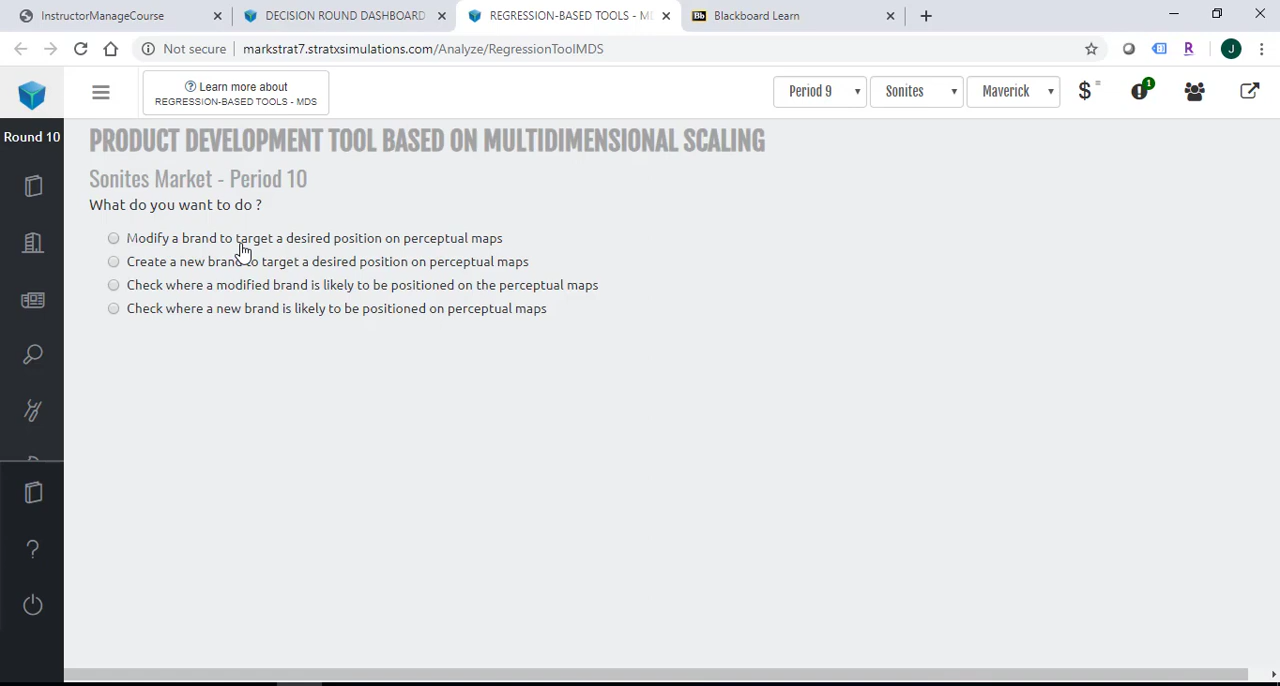 InstructorManageCourse
DECISION ROUND DASHBOARD
REGRESSION-BASED TOOLS - M
Blackboard Learn
Bb
Not secure
markstrat7.stratxsimulations.com/Analyze/RegressionToolMDS
R
J
Learn more about
REGRESSION-BASED TOOLS - MDS
Period 9
Sonites
Maverick
$
1
Round 10
PRODUCT DEVELOPMENT TOOL BASED ON MULTIDIMENSIONAL SCALING
Sonites Market - Period 10
What do you want to do ?
Modify a brand to target a desired position on perceptual maps
Create a new brand to target a desired position on perceptual maps
Check where a modified brand is likely to be positioned on the perceptual maps
Check where a new brand is likely to be positioned on perceptual maps